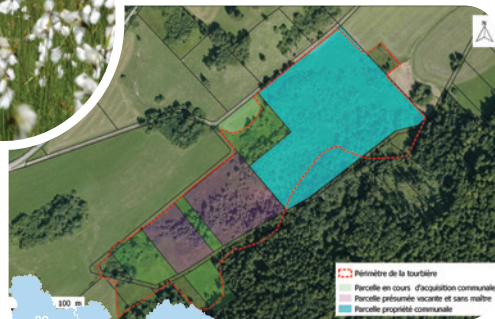 N
Périmètre de la tourbière
Parcelle en cours d'acquisition communale
Parcelle présumée vacante et sans maître
Parcelle propriété communale
100 m